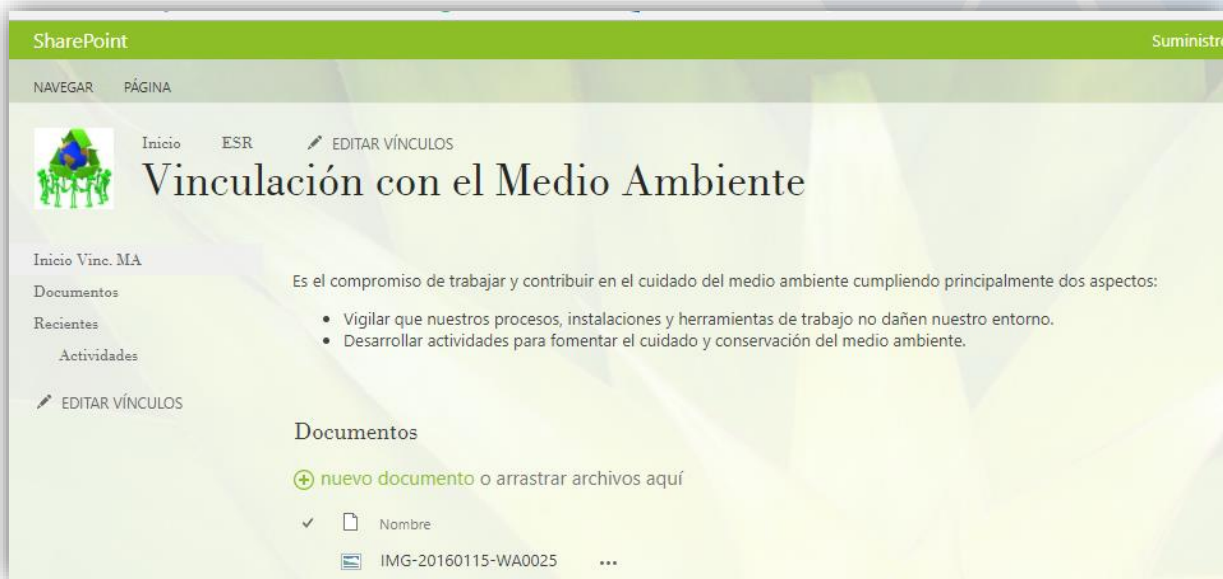 SharePoint
Suministro
NAVEGAR PÁGINA
Inicio ESR EDITAR VÍNCULOS
Vinculación con el Medio Ambiente
Inicio Vinc. MA
Documentos
Recientes
Actividades
EDITAR VÍNCULOS
Es el compromiso de trabajar y contribuir en el cuidado del medio ambiente cumpliendo principalmente dos aspectos:
Vigilar que nuestros procesos, instalaciones y herramientas de trabajo no dañen nuestro entorno.
Desarrollar actividades para fomentar el cuidado y conservación del medio ambiente.
Documentos
nuevo documento o arrastrar archivos aquí
Nombre
IMG-20160115-WA0025 ...